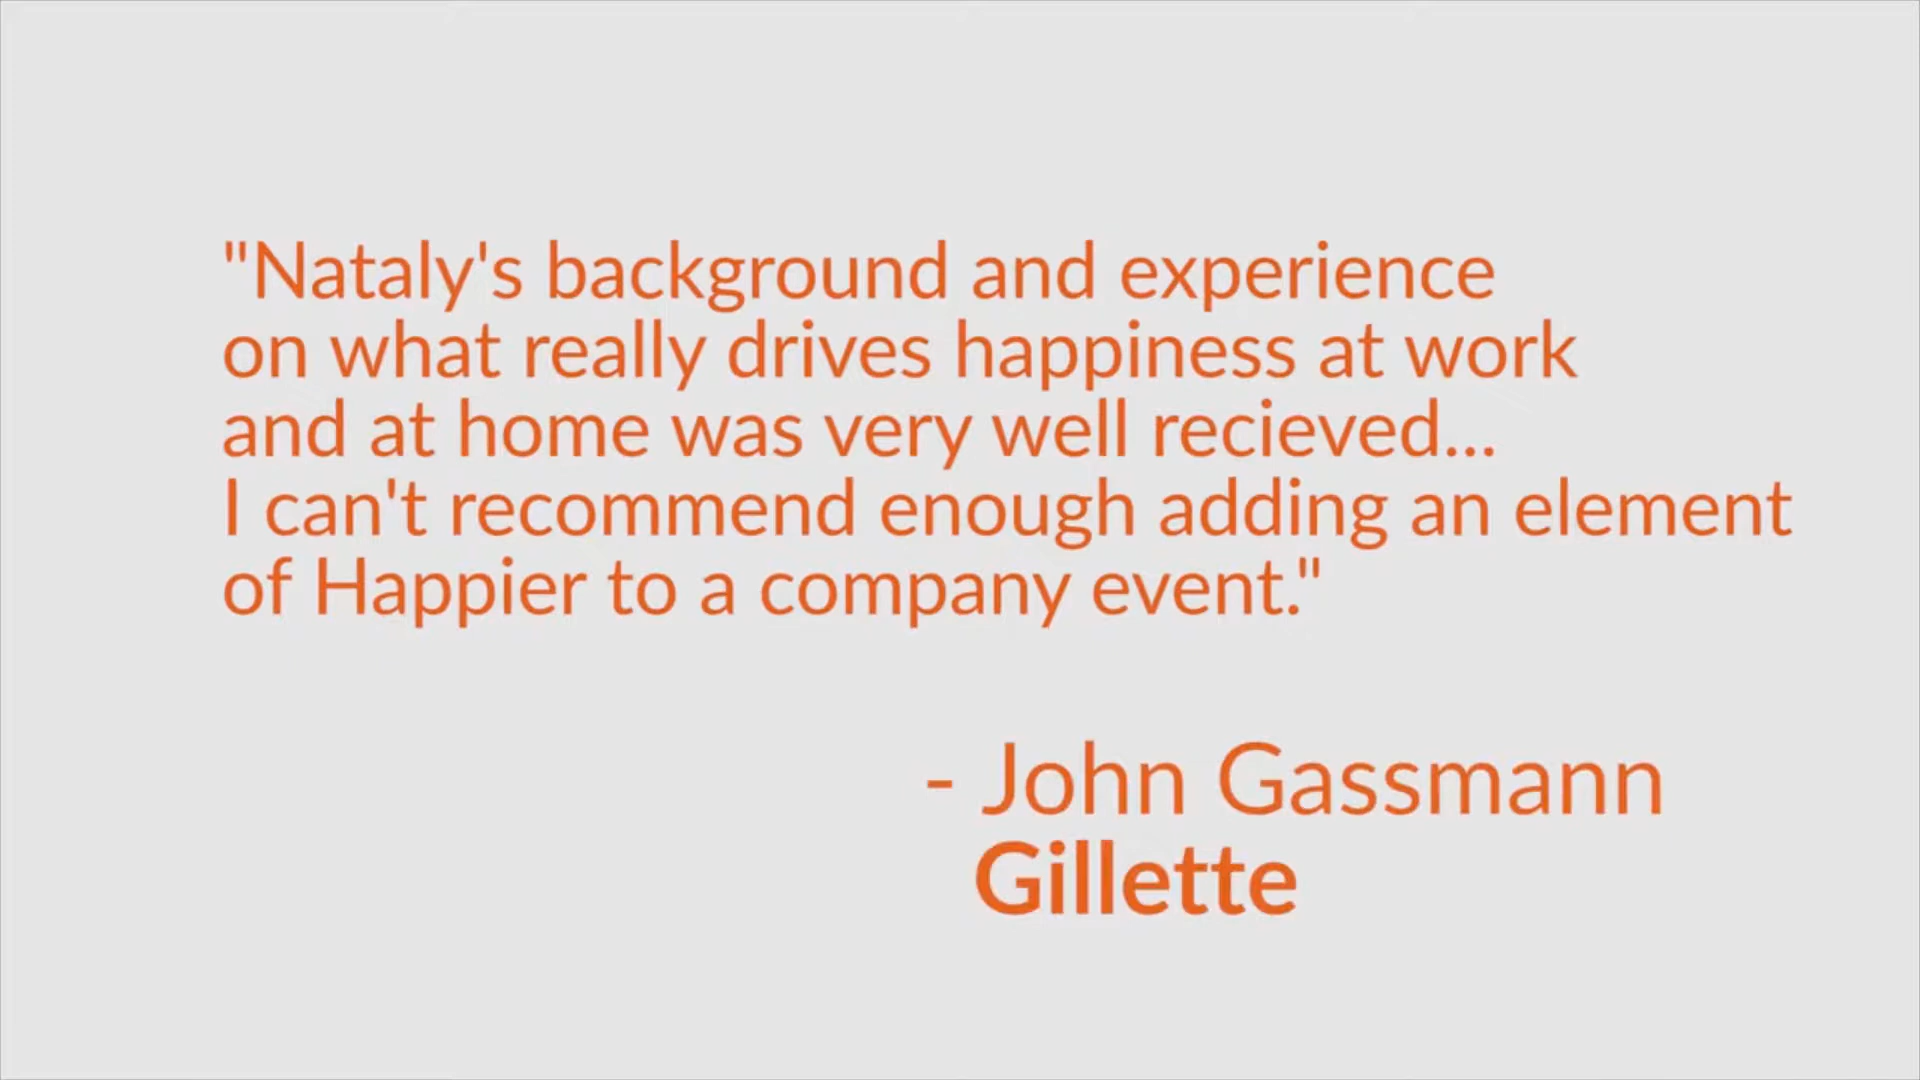 "Nataly's background and experience
on what really drives happiness at work
and at home was very well recieved...
I can't recommend enough adding an element
of Happier to a company event."
- John Gassmann
Gillette